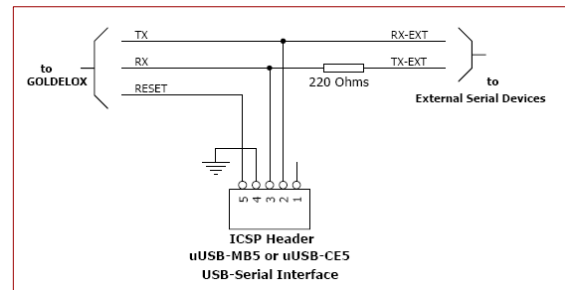 TX
RX-EXT
to
GOLDELOX
RX
TX-EXT
220 Ohms
to
External Serial Devices
RESET
5 4 3 2 1
ICSP Header
uUSB-MB5 or uUSB-CE5
USB-Serial Interface